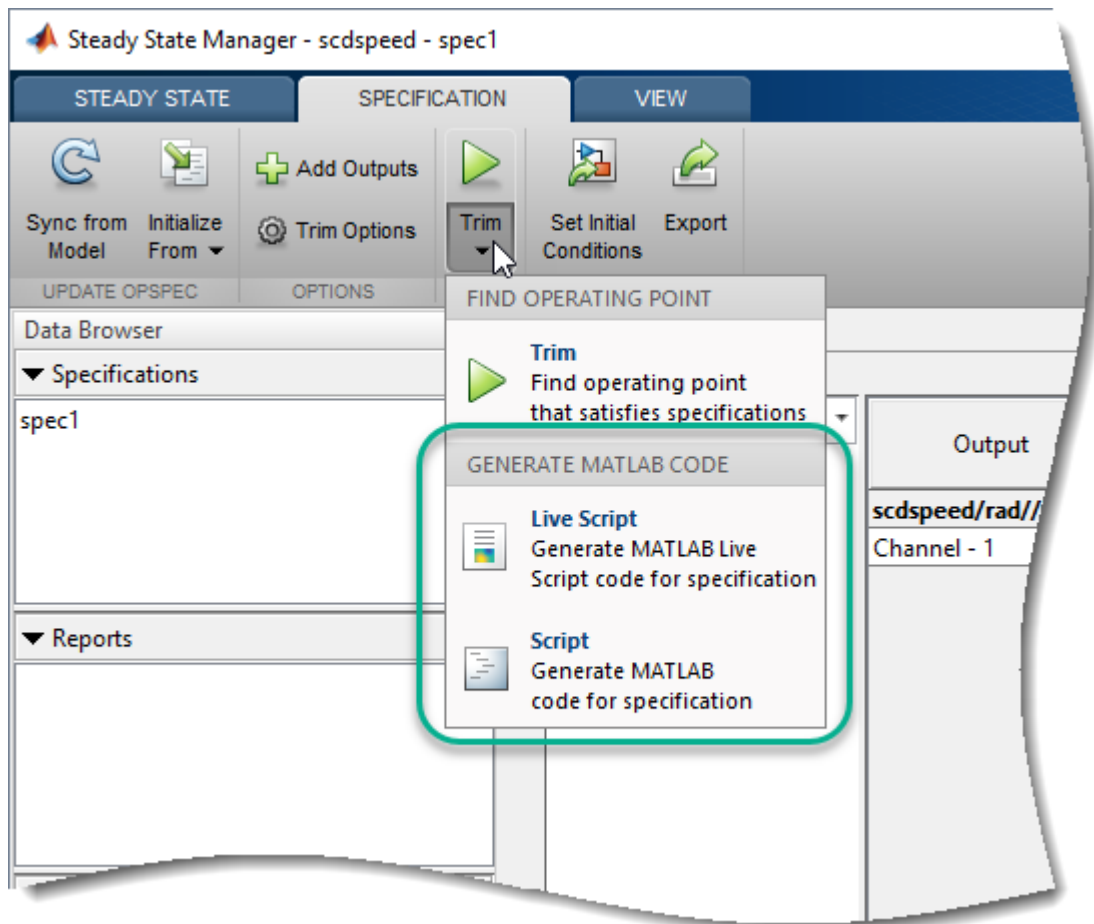 Steady State Manager - scdspeed - spec1
STEADY STATE
SPECIFICATION
VIEW
Sync from
Model
Initialize
From
Add Outputs
Trim Options
Trim
Set Initial
Conditions
Export
UPDATE OPSPEC
OPTIONS
FIND OPERATING POINT
Trim
Find operating point
that satisfies specifications
GENERATE MATLAB CODE
Live Script
Generate MATLAB Live
Script code for specification
Script
Generate MATLAB
code for specification
Data Browser
Specifications
spec1
Reports
Output
scdspeed/rad//
Channel - 1